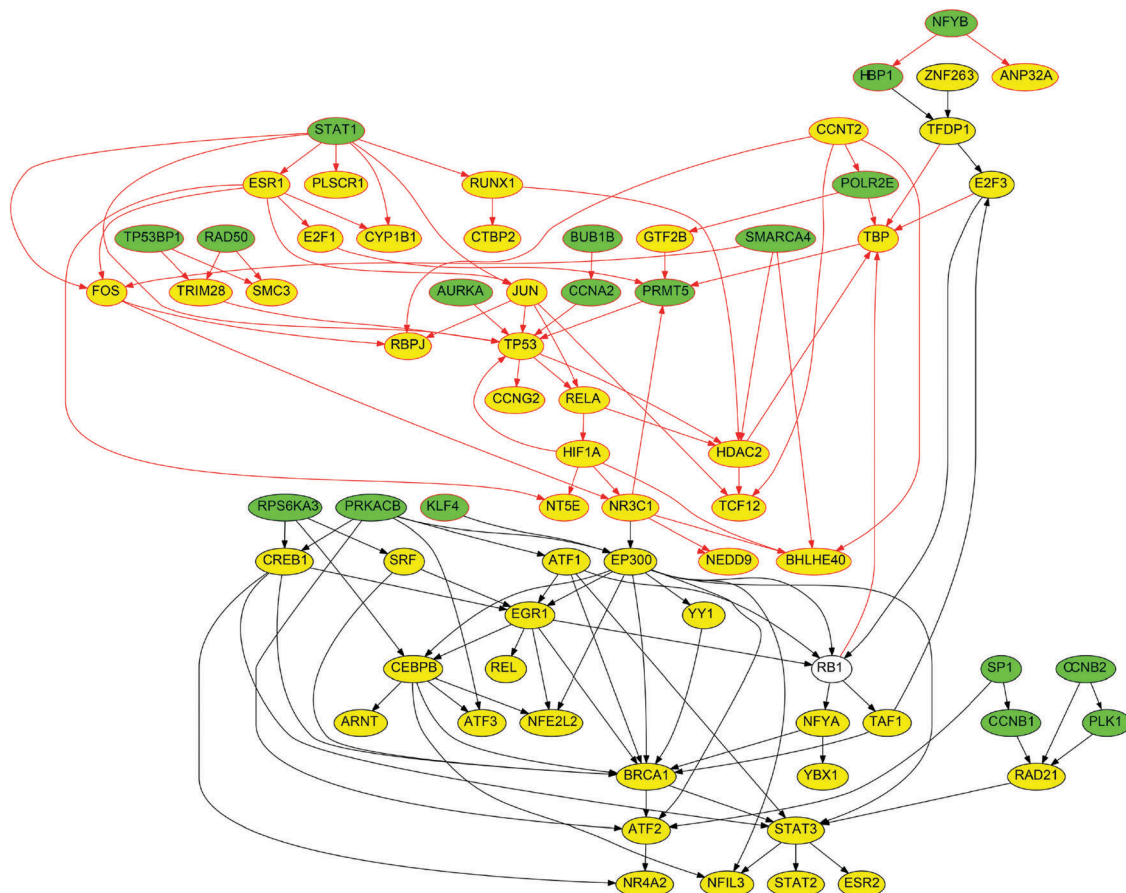 NFYB
HBP1
ZNF263
ANP32A
STAT1
CCNT2
TFDP1
ESR1
PLSCR1
RUNX1
POLR2E
E2F3
TP53BP1
RAD50
E2F1
CYP1B1
CTBP2
BUB1B
GTF2B
SMARCA4
TBP
FOS
TRIM28
SMC3
AURKA
JUN
CCNA2
PRMT5
RBPJ
TP53
CCNG2
RELA
HIF1A
HDAC2
RPS6KA3
PRKACB
KLF4
NT5E
NR3C1
TCF12
CREB1
SRF
ATF1
EP300
NEDD9
BHLHE40
EGR1
YY1
CEBPB
REL
RB1
SP1
CCNB2
ARNT
ATF3
NFE2L2
NFYA
TAF1
CCNB1
PLK1
BRCA1
YBX1
RAD21
ATF2
STAT3
NR4A2
NFIL3
STAT2
ESR2